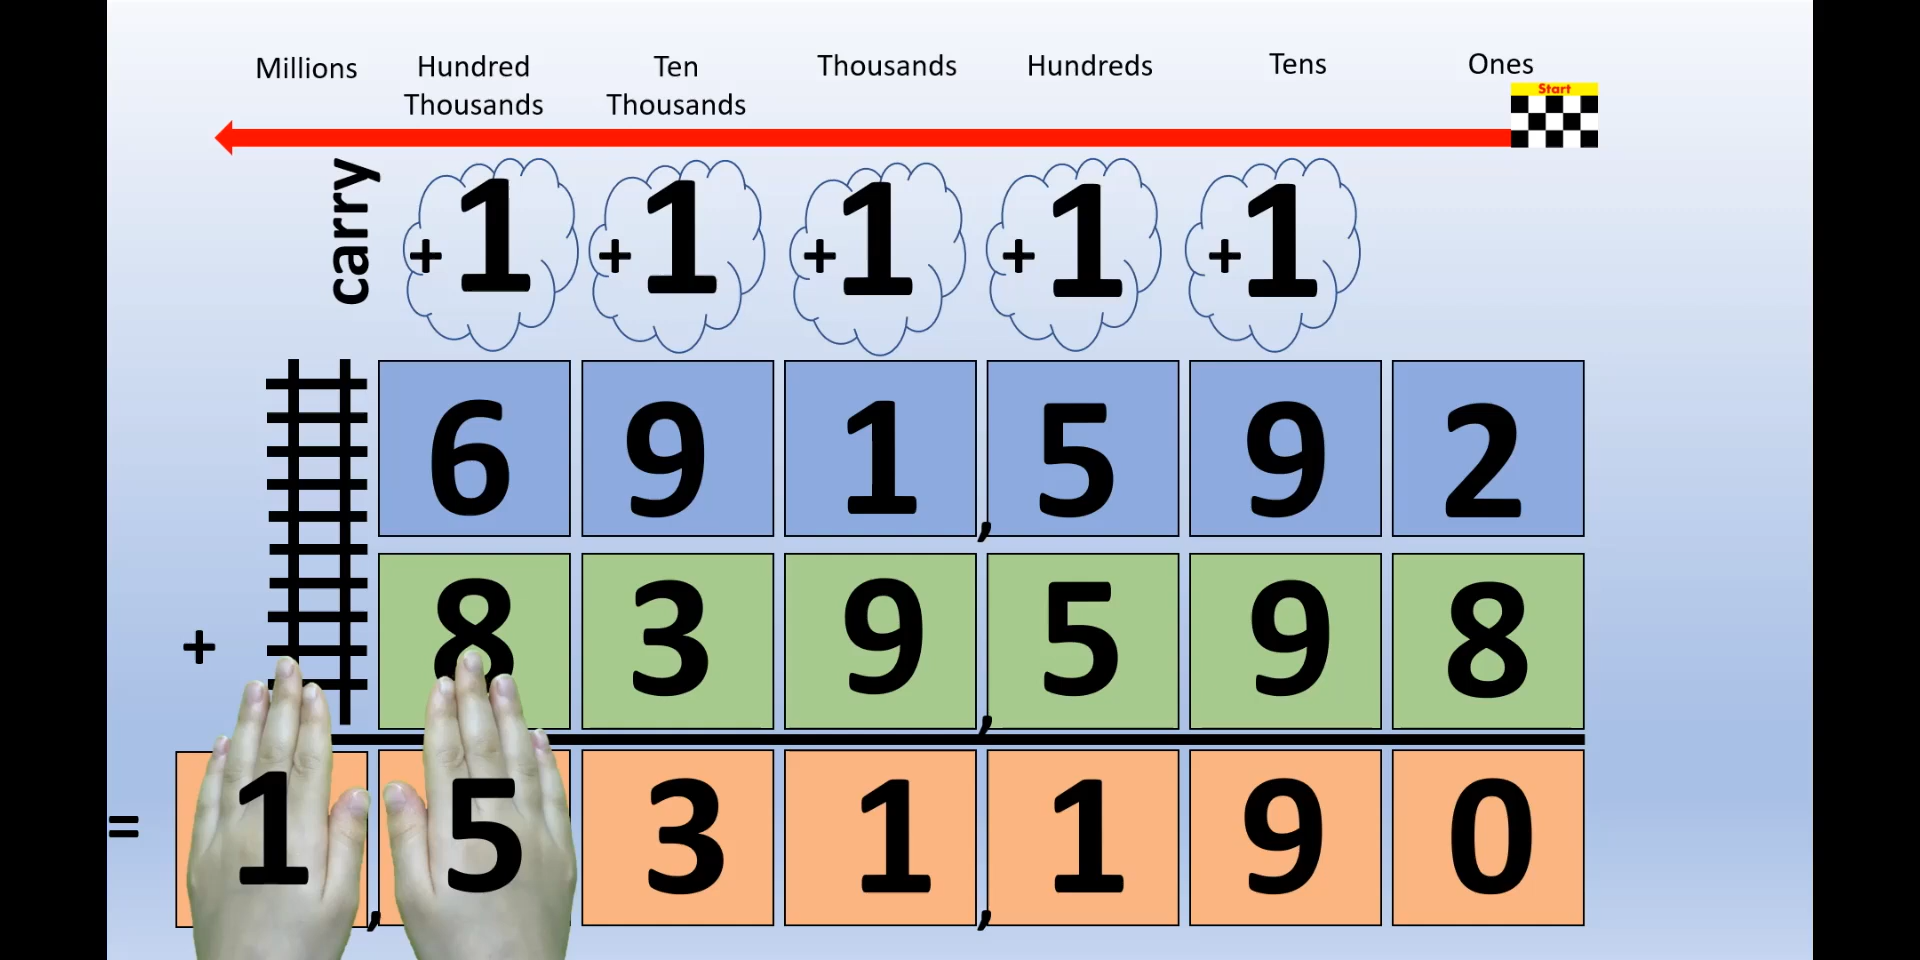 Millions Hundred Thousands Ten Thousands Thousands Hundreds Tens Ones
Start
carry +1 +1 +1 +1 +1
6 9 1 , 5 9 2
+ 8 3 9 , 5 9 8
= 1 , 5 3 1 , 1 9 0